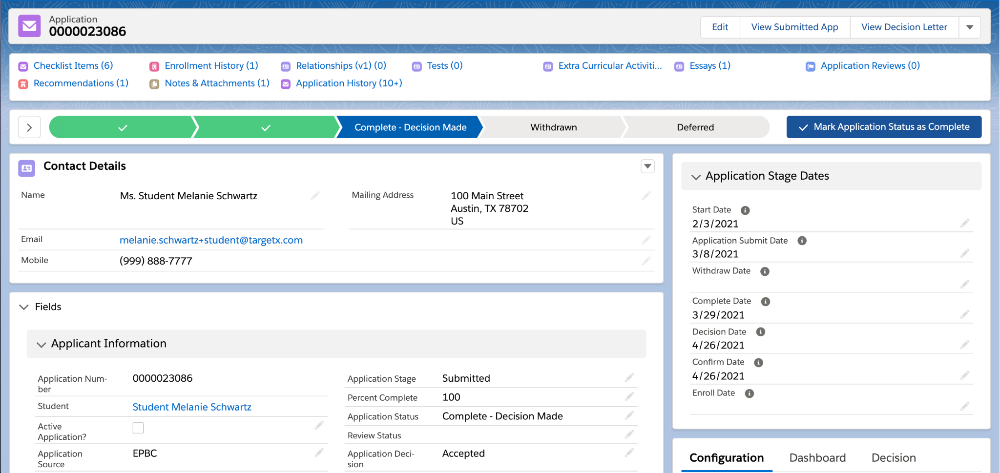 Application
0000023086
Edit
View Submitted App
View Decision Letter
Checklist Items (6)
Enrollment History (1)
Relationships (v1) (0)
Tests (0)
Extra Curricular Activiti...
Essays (1)
Application Reviews (0)
Recommendations (1)
Notes & Attachments (1)
Application History (10+)
Complete - Decision Made
Withdrawn
Deferred
Mark Application Status as Complete
Contact Details
Name
Ms. Student Melanie Schwartz
Mailing Address
100 Main Street
Austin, TX 78702
US
Email
melanie.schwartz+student@targetx.com
Mobile
(999) 888-7777
Fields
Applicant Information
Application Num-
ber
0000023086
Student
Student Melanie Schwartz
Active
Application?
Application
Source
EPBC
Application Stage
Submitted
Percent Complete
100
Application Status
Complete - Decision Made
Review Status
Application Deci-
sion
Accepted
Application Stage Dates
Start Date
2/3/2021
Application Submit Date
3/8/2021
Withdraw Date
Complete Date
3/29/2021
Decision Date
4/26/2021
Confirm Date
4/26/2021
Enroll Date
Configuration
Dashboard
Decision